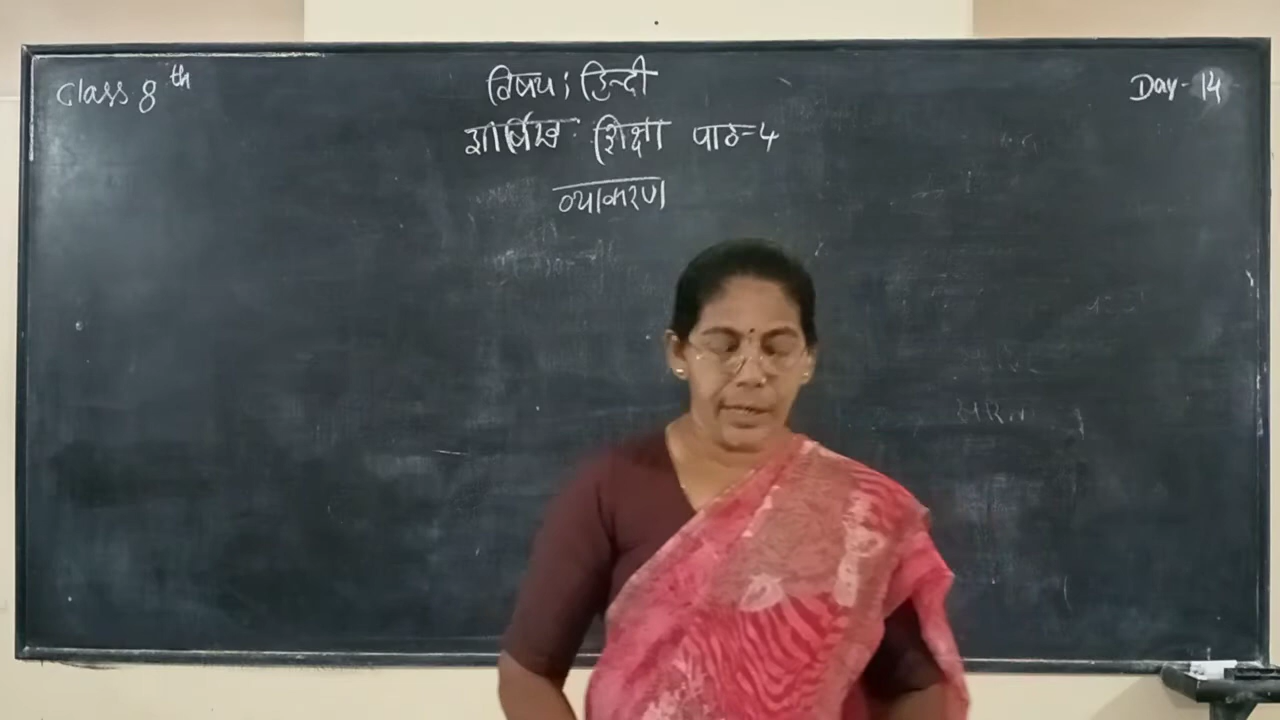 Class 8th
विषय: हिन्दी
Day- 14
शीर्षिख: शिक्षा पाठ-4
व्याकरण